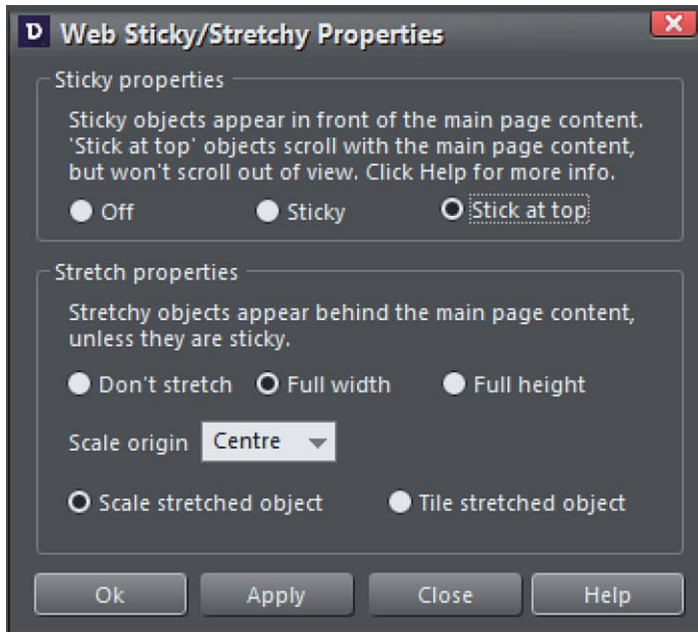 D Web Sticky/Stretchy Properties
Sticky properties
Sticky objects appear in front of the main page content.
'Stick at top' objects scroll with the main page content,
but won't scroll out of view. Click Help for more info.
Off Sticky Stick at top
Stretch properties
Stretchy objects appear behind the main page content,
unless they are sticky.
Don't stretch Full width Full height
Scale origin Centre
Scale stretched object Tile stretched object
Ok Apply Close Help